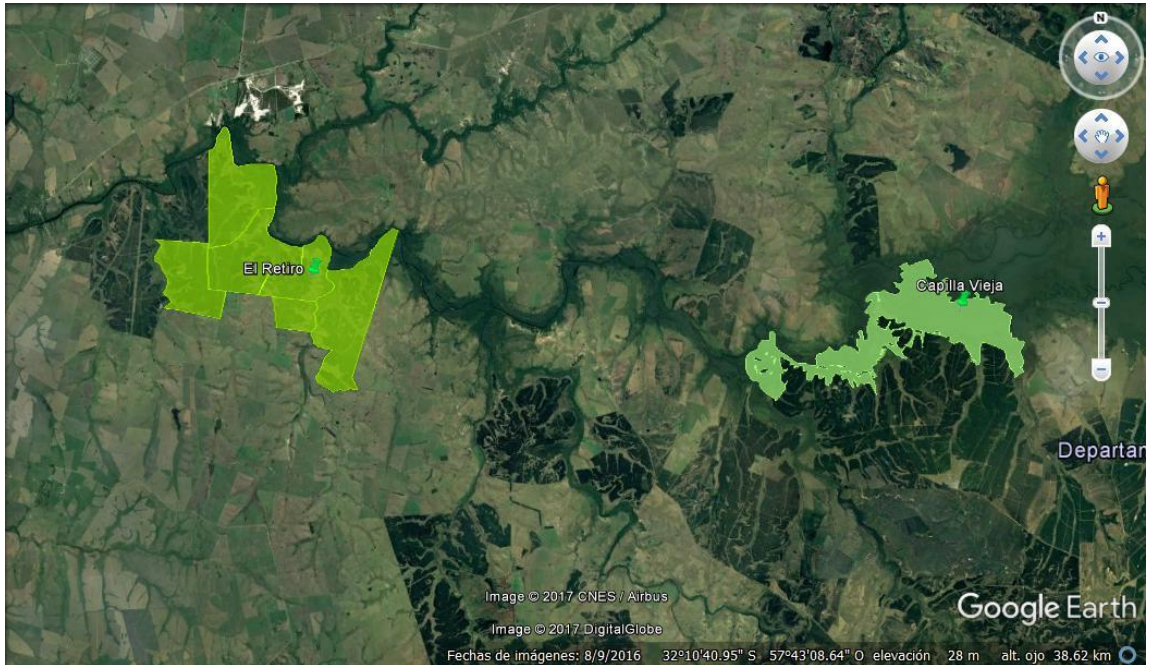 N
El Retiro
Capilla Vieja
Departar
Image © 2017 CNES / Airbus
Image © 2017 DigitalGlobe
Google Earth
Fechas de imágenes: 8/9/2016 32°10'40.95" S 57°43'08.64" O elevación 28 m alt. ojo 38.62 km